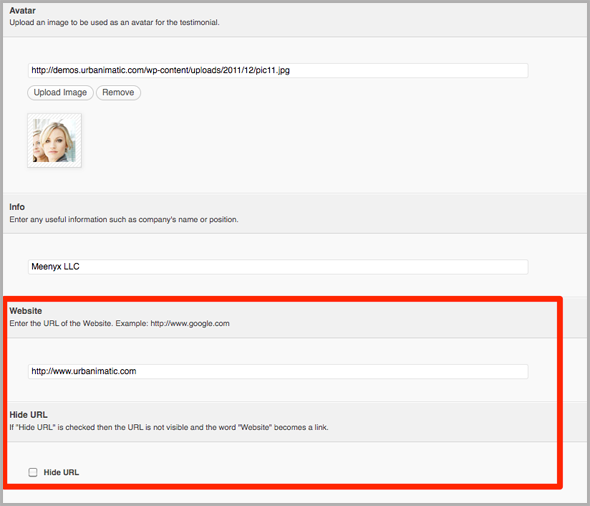 Avatar
Upload an image to be used as an avatar for the testimonial.
http://demos.urbanimatic.com/wp-content/uploads/2011/12/pic11.jpg
Upload Image Remove
Info
Enter any useful information such as company's name or position.
Meenyx LLC
Website
Enter the URL of the Website. Example: http://www.google.com
http://www.urbanimatic.com
Hide URL
If "Hide URL" is checked then the URL is not visible and the word "Website" becomes a link.
Hide URL